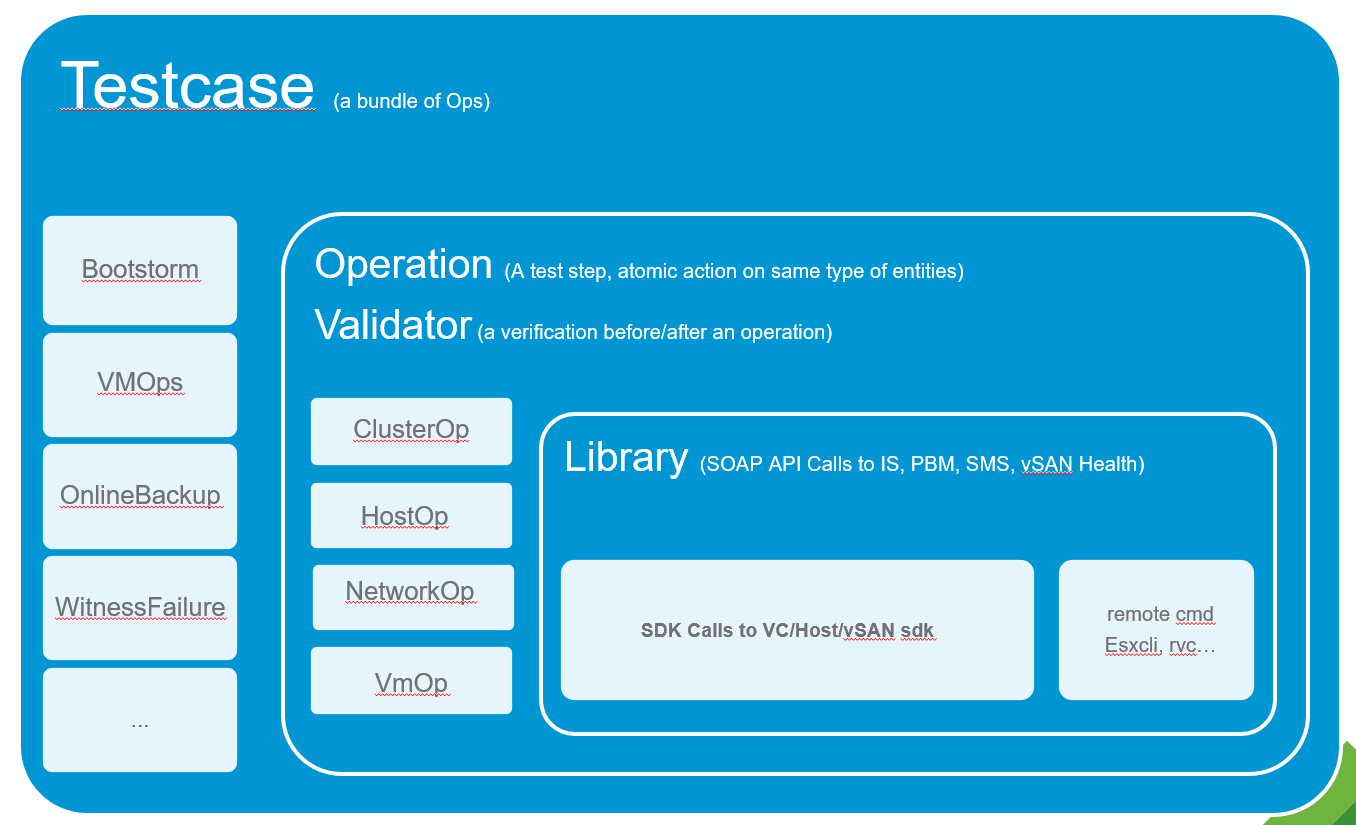 Testcase (a bundle of Ops)
Bootstorm
VMOps
OnlineBackup
WitnessFailure
...
Operation (A test step, atomic action on same type of entities)
Validator (a verification before/after an operation)
ClusterOp
HostOp
NetworkOp
VmOp
Library (SOAP API Calls to IS, PBM, SMS, vSAN Health)
SDK Calls to VC/Host/vSAN sdk
remote cmd
Esxcli, rvc…